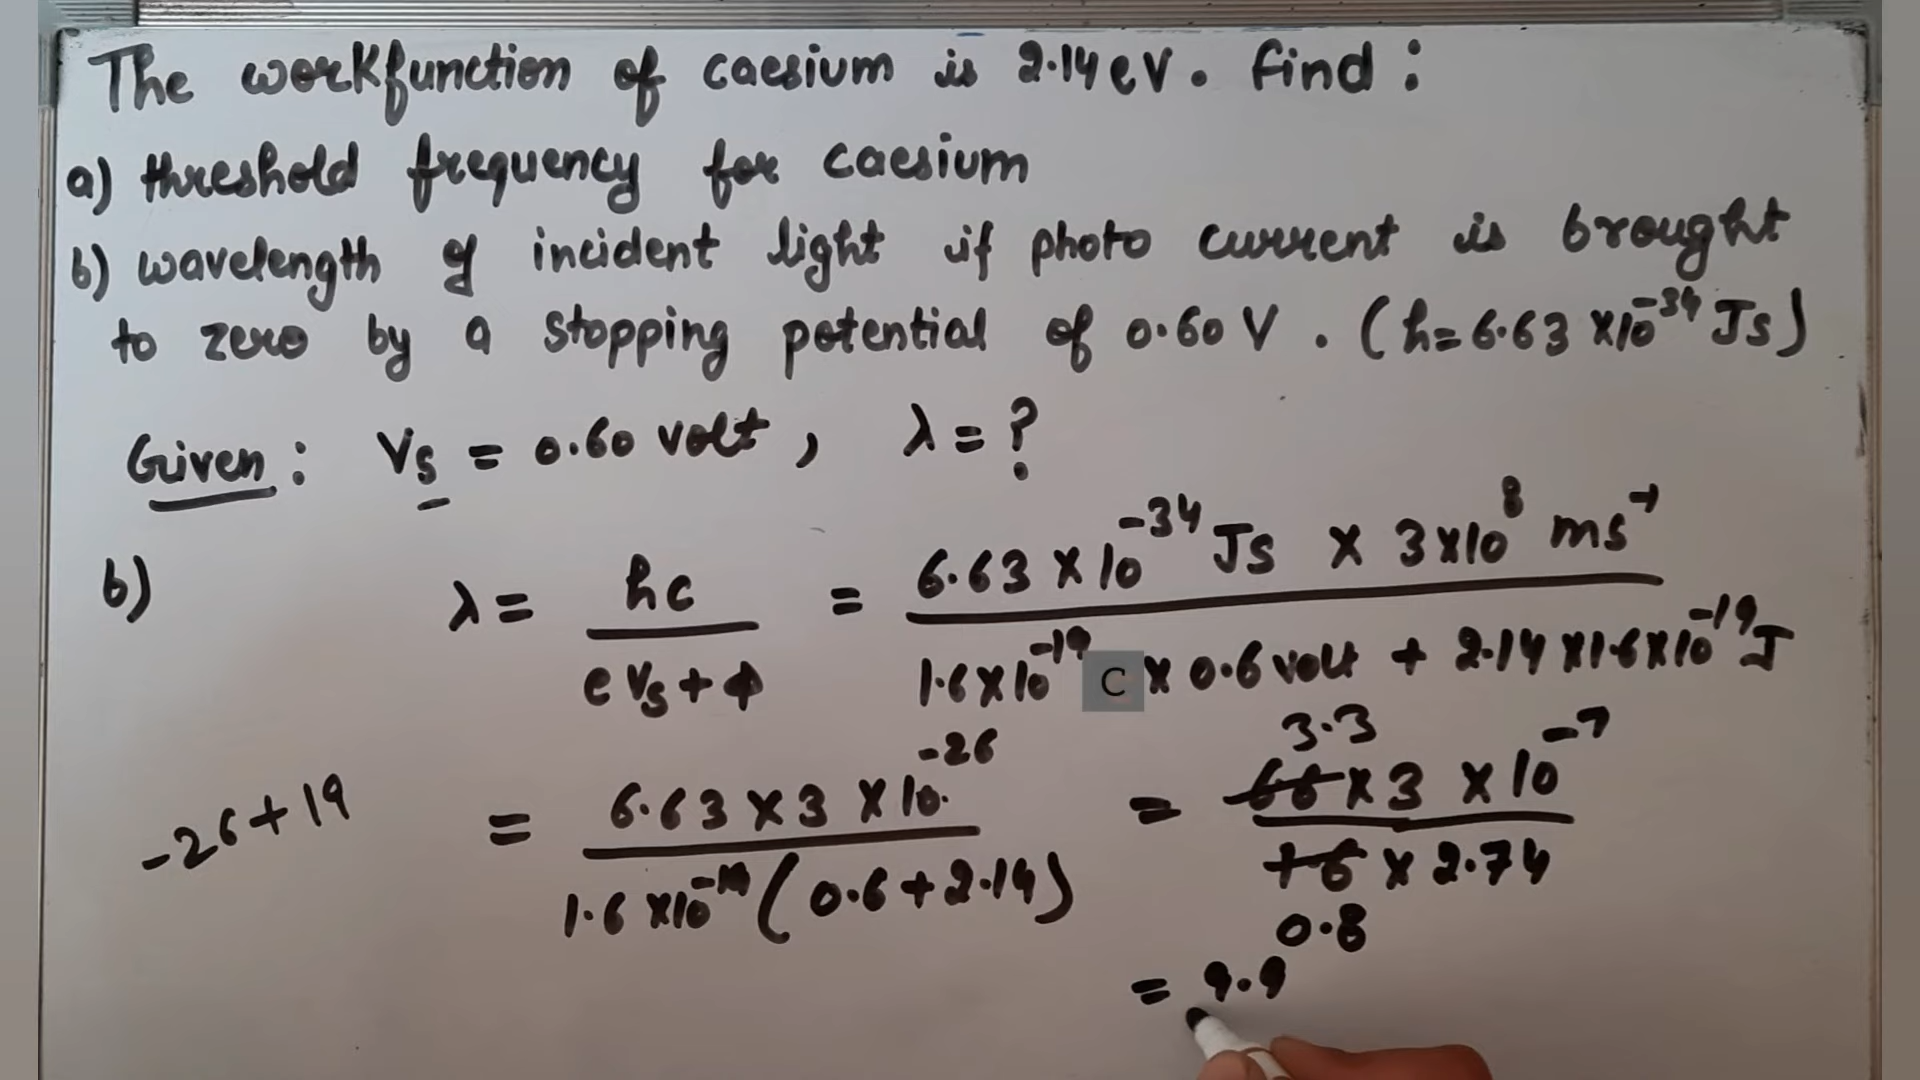 The workfunction of caesium is 2.14eV. find:
a) threshold frequency for caesium
b) wavelength of incident light if photo current is brought
to zero by a stopping potential of 0.60 V. (h=6.63 ×10⁻³⁴ Js)
Given: Vs = 0.60 volt, λ=?
b) λ = hc / eVs+ϕ = 6.63×10⁻³⁴ Js × 3×10⁸ ms⁻¹ / 1.6×10⁻¹⁹ C × 0.6 volt + 2.14×1.6×10⁻¹⁹ J
-26+19 = 6.63×3×10⁻²⁶ / 1.6×10⁻¹⁹ (0.6+2.14) = 3.3 66×3×10⁻⁷ / 16×2.74 0.8
= 9.9